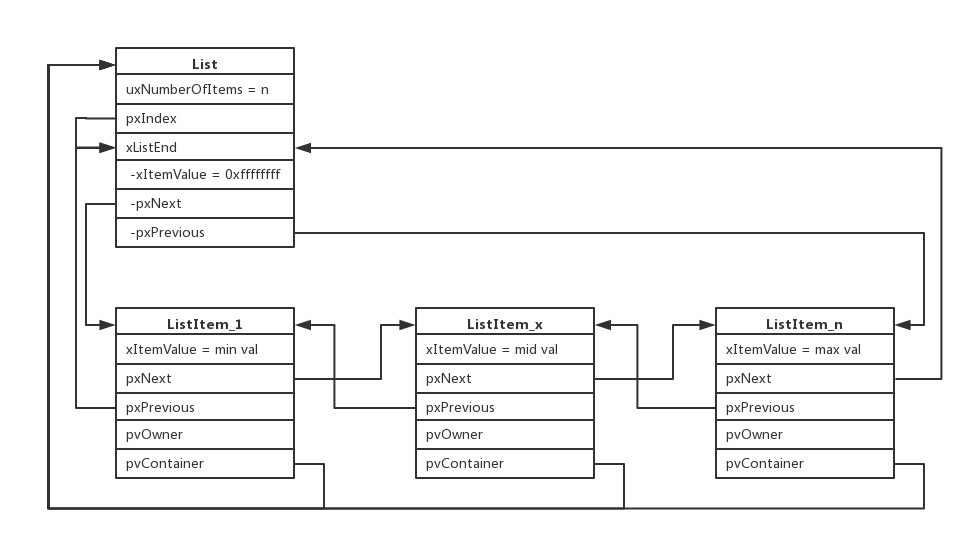 List
uxNumberOfItems = n
pxIndex
xListEnd
-xItemValue = 0xffffffff
-pxNext
-pxPrevious
ListItem_1
xItemValue = min val
pxNext
pxPrevious
pvOwner
pvContainer
ListItem_x
xItemValue = mid val
pxNext
pxPrevious
pvOwner
pvContainer
ListItem_n
xItemValue = max val
pxNext
pxPrevious
pvOwner
pvContainer